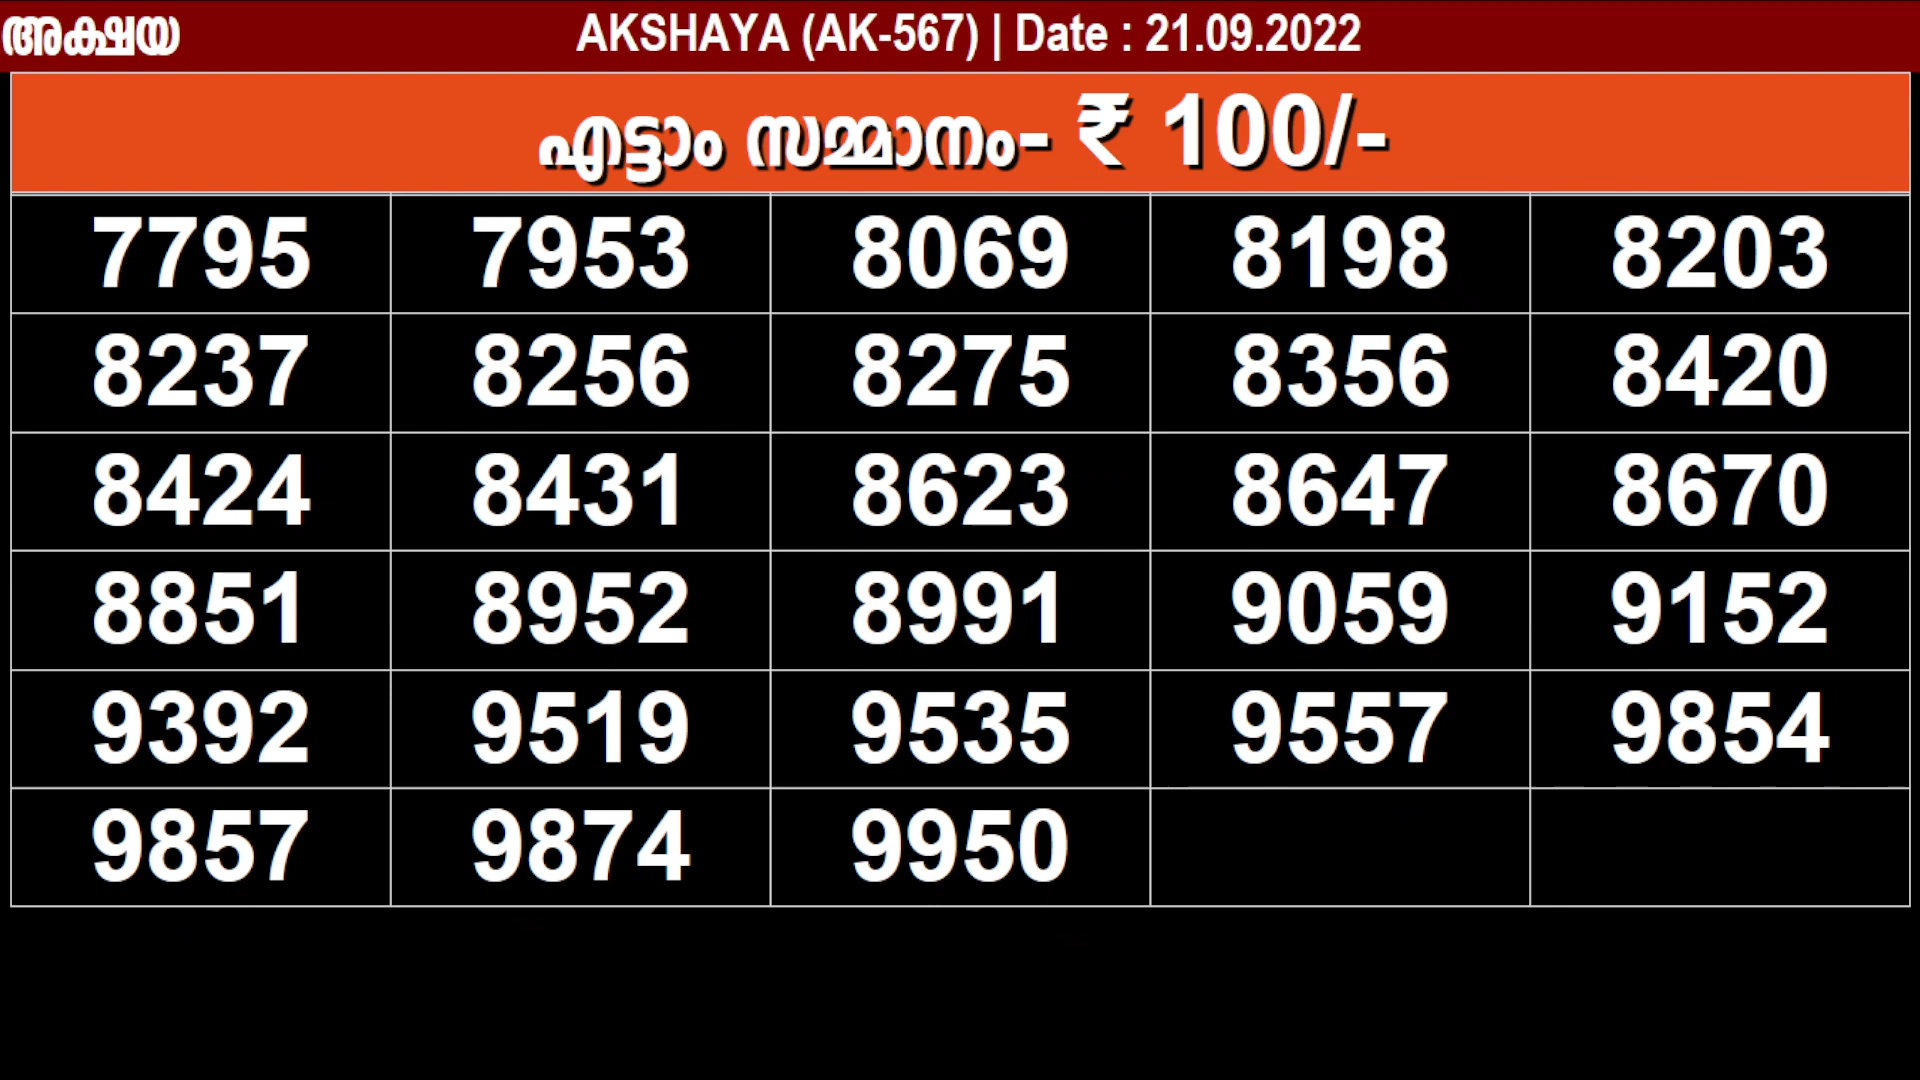 അക്ഷയ AKSHAYA (AK-567) | Date : 21.09.2022
എട്ടാം സമ്മാനം- ₹ 100/-
7795 7953 8069 8198 8203
8237 8256 8275 8356 8420
8424 8431 8623 8647 8670
8851 8952 8991 9059 9152
9392 9519 9535 9557 9854
9857 9874 9950